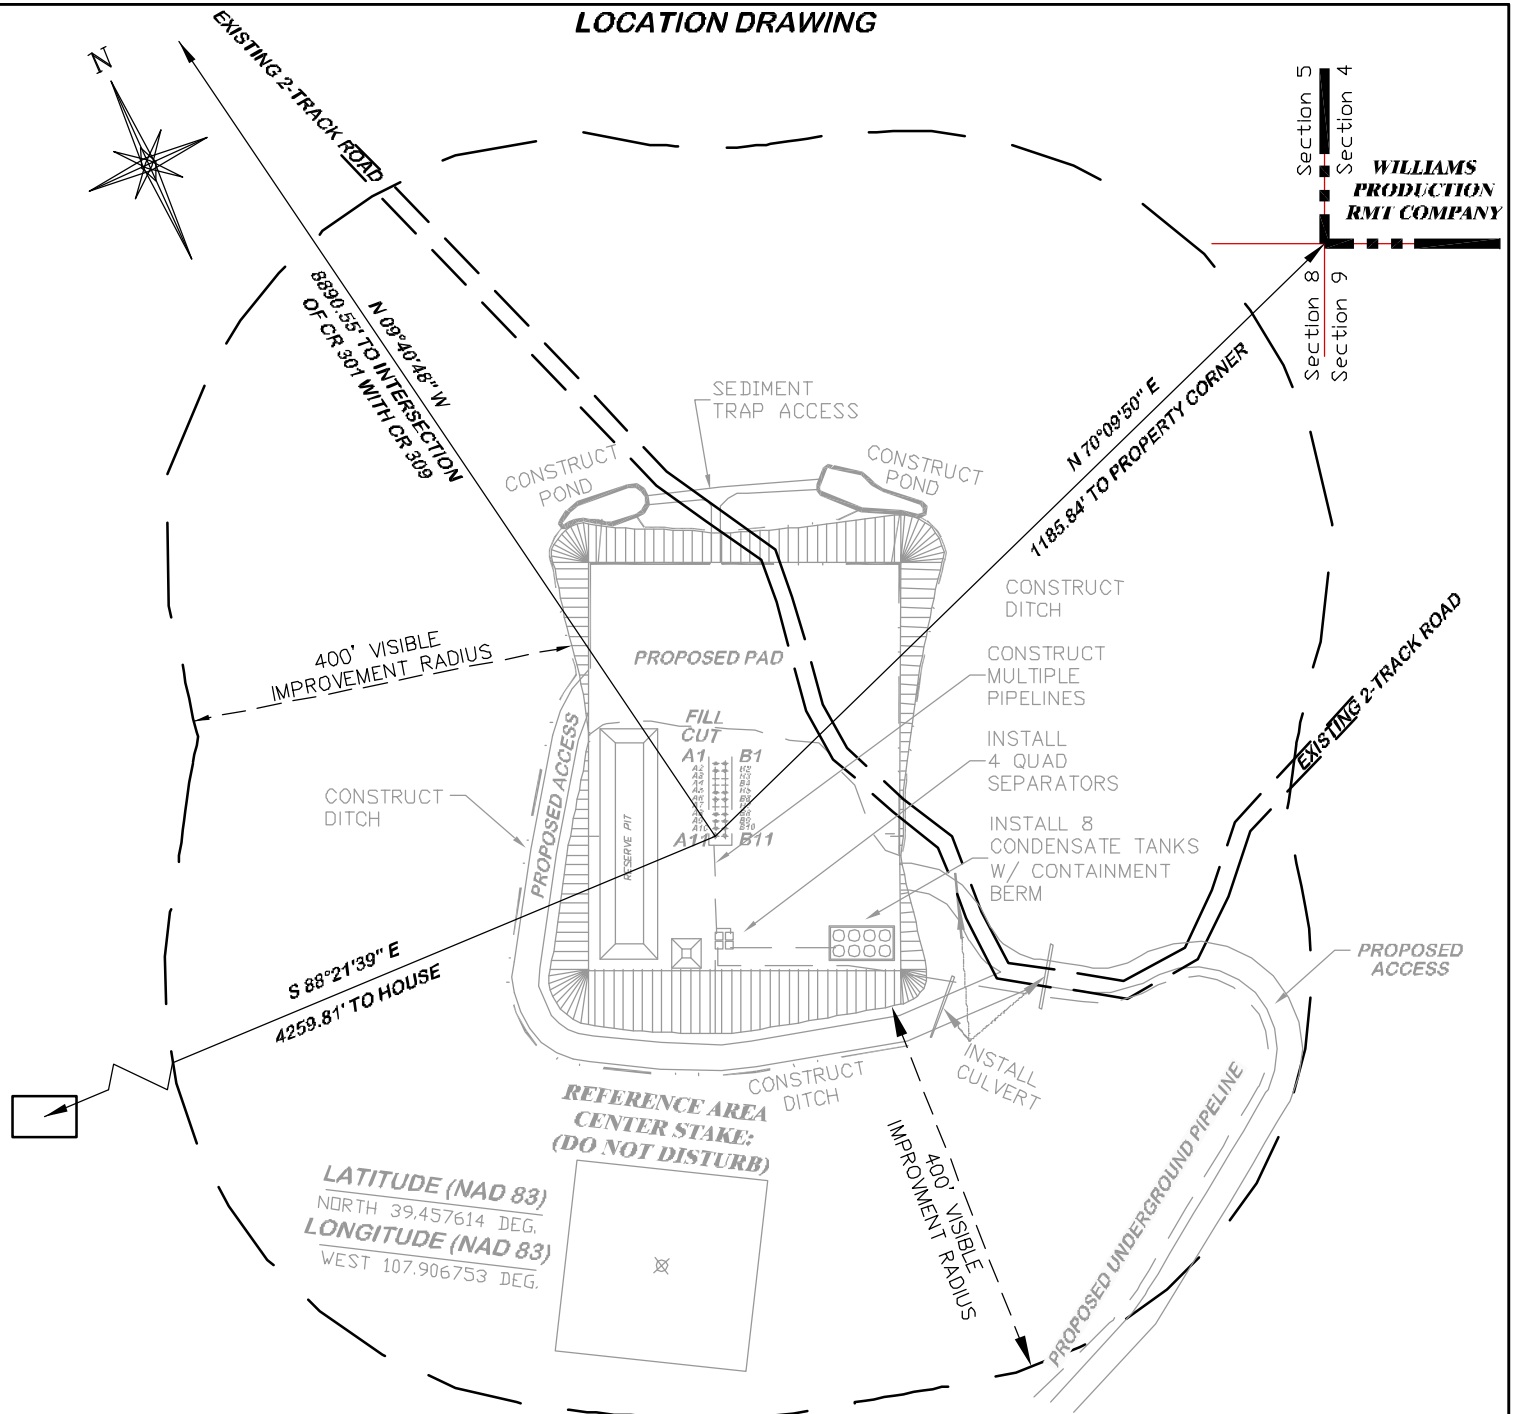 LOCATION DRAWING
N
EXISTING 2-TRACK ROAD
Section 5
Section 4
WILLIAMS
PRODUCTION
RMT COMPANY
Section 8
Section 9
N 09°40'48" W
8890.55' TO INTERSECTION
OF CR 301 WITH CR 309
SEDIMENT
TRAP ACCESS
N 70°09'50" E
1185.84' TO PROPERTY CORNER
CONSTRUCT
POND
CONSTRUCT
POND
CONSTRUCT
DITCH
400' VISIBLE
IMPROVEMENT RADIUS
PROPOSED PAD
CONSTRUCT
MULTIPLE
PIPELINES
EXISTING 2-TRACK ROAD
FILL
CUT
A1 B1
A11 B11
PROPOSED ACCESS
RESERVE PIT
INSTALL
4 QUAD
SEPARATORS
CONSTRUCT
DITCH
INSTALL 8
CONDENSATE TANKS
W/ CONTAINMENT
BERM
PROPOSED
ACCESS
S 88°21'39" E
4259.81' TO HOUSE
INSTALL
CULVERT
CONSTRUCT
DITCH
REFERENCE AREA
CENTER STAKE:
(DO NOT DISTURB)
400' VISIBLE
IMPROVMENT RADIUS
PROPOSED UNDERGROUND PIPELINE
LATITUDE (NAD 83)
NORTH 39.457614 DEG.
LONGITUDE (NAD 83)
WEST 107.906753 DEG.